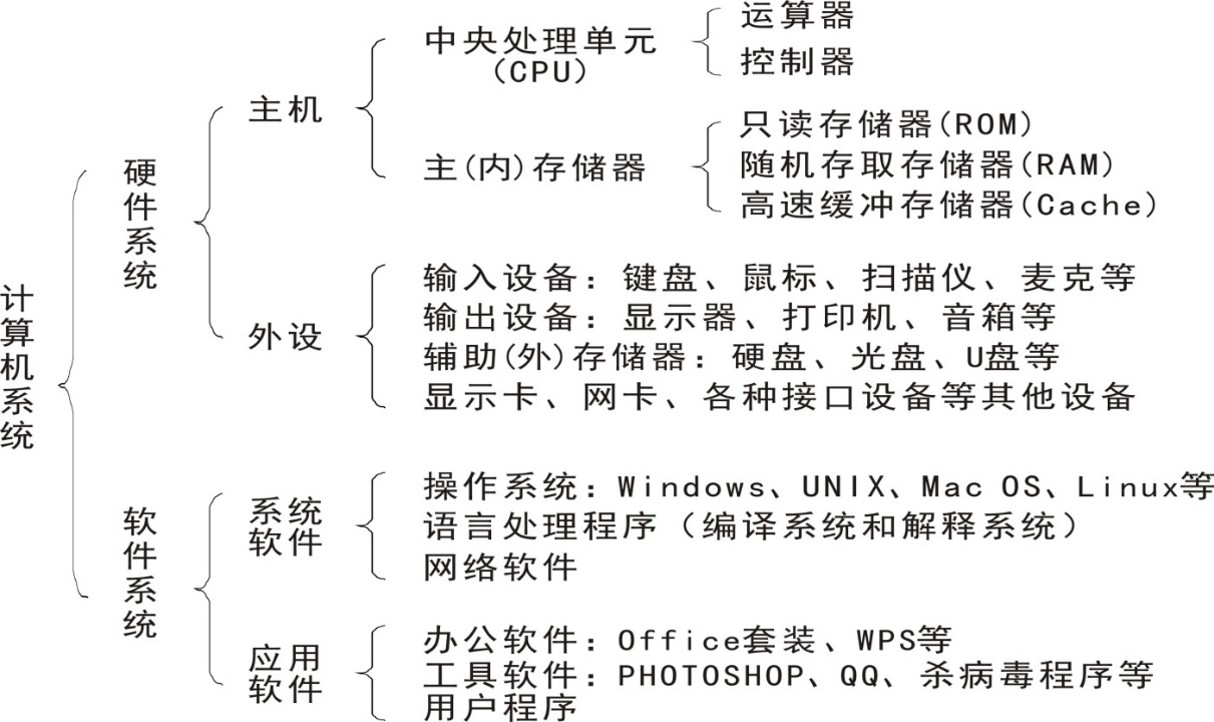 计算机系统
硬件系统
主机
中央处理单元
(CPU)
运算器
控制器
主(内)存储器
只读存储器(ROM)
随机存取存储器(RAM)
高速缓冲存储器(Cache)
外设
输入设备：键盘、鼠标、扫描仪、麦克等
输出设备：显示器、打印机、音箱等
辅助(外)存储器：硬盘、光盘、U盘等
显示卡、网卡、各种接口设备等其他设备
软件系统
系统
软件
操作系统：Windows、UNIX、Mac OS、Linux等
语言处理程序（编译系统和解释系统）
网络软件
应用
软件
办公软件：Office套装、WPS等
工具软件：PHOTOSHOP、QQ、杀病毒程序等
用户程序